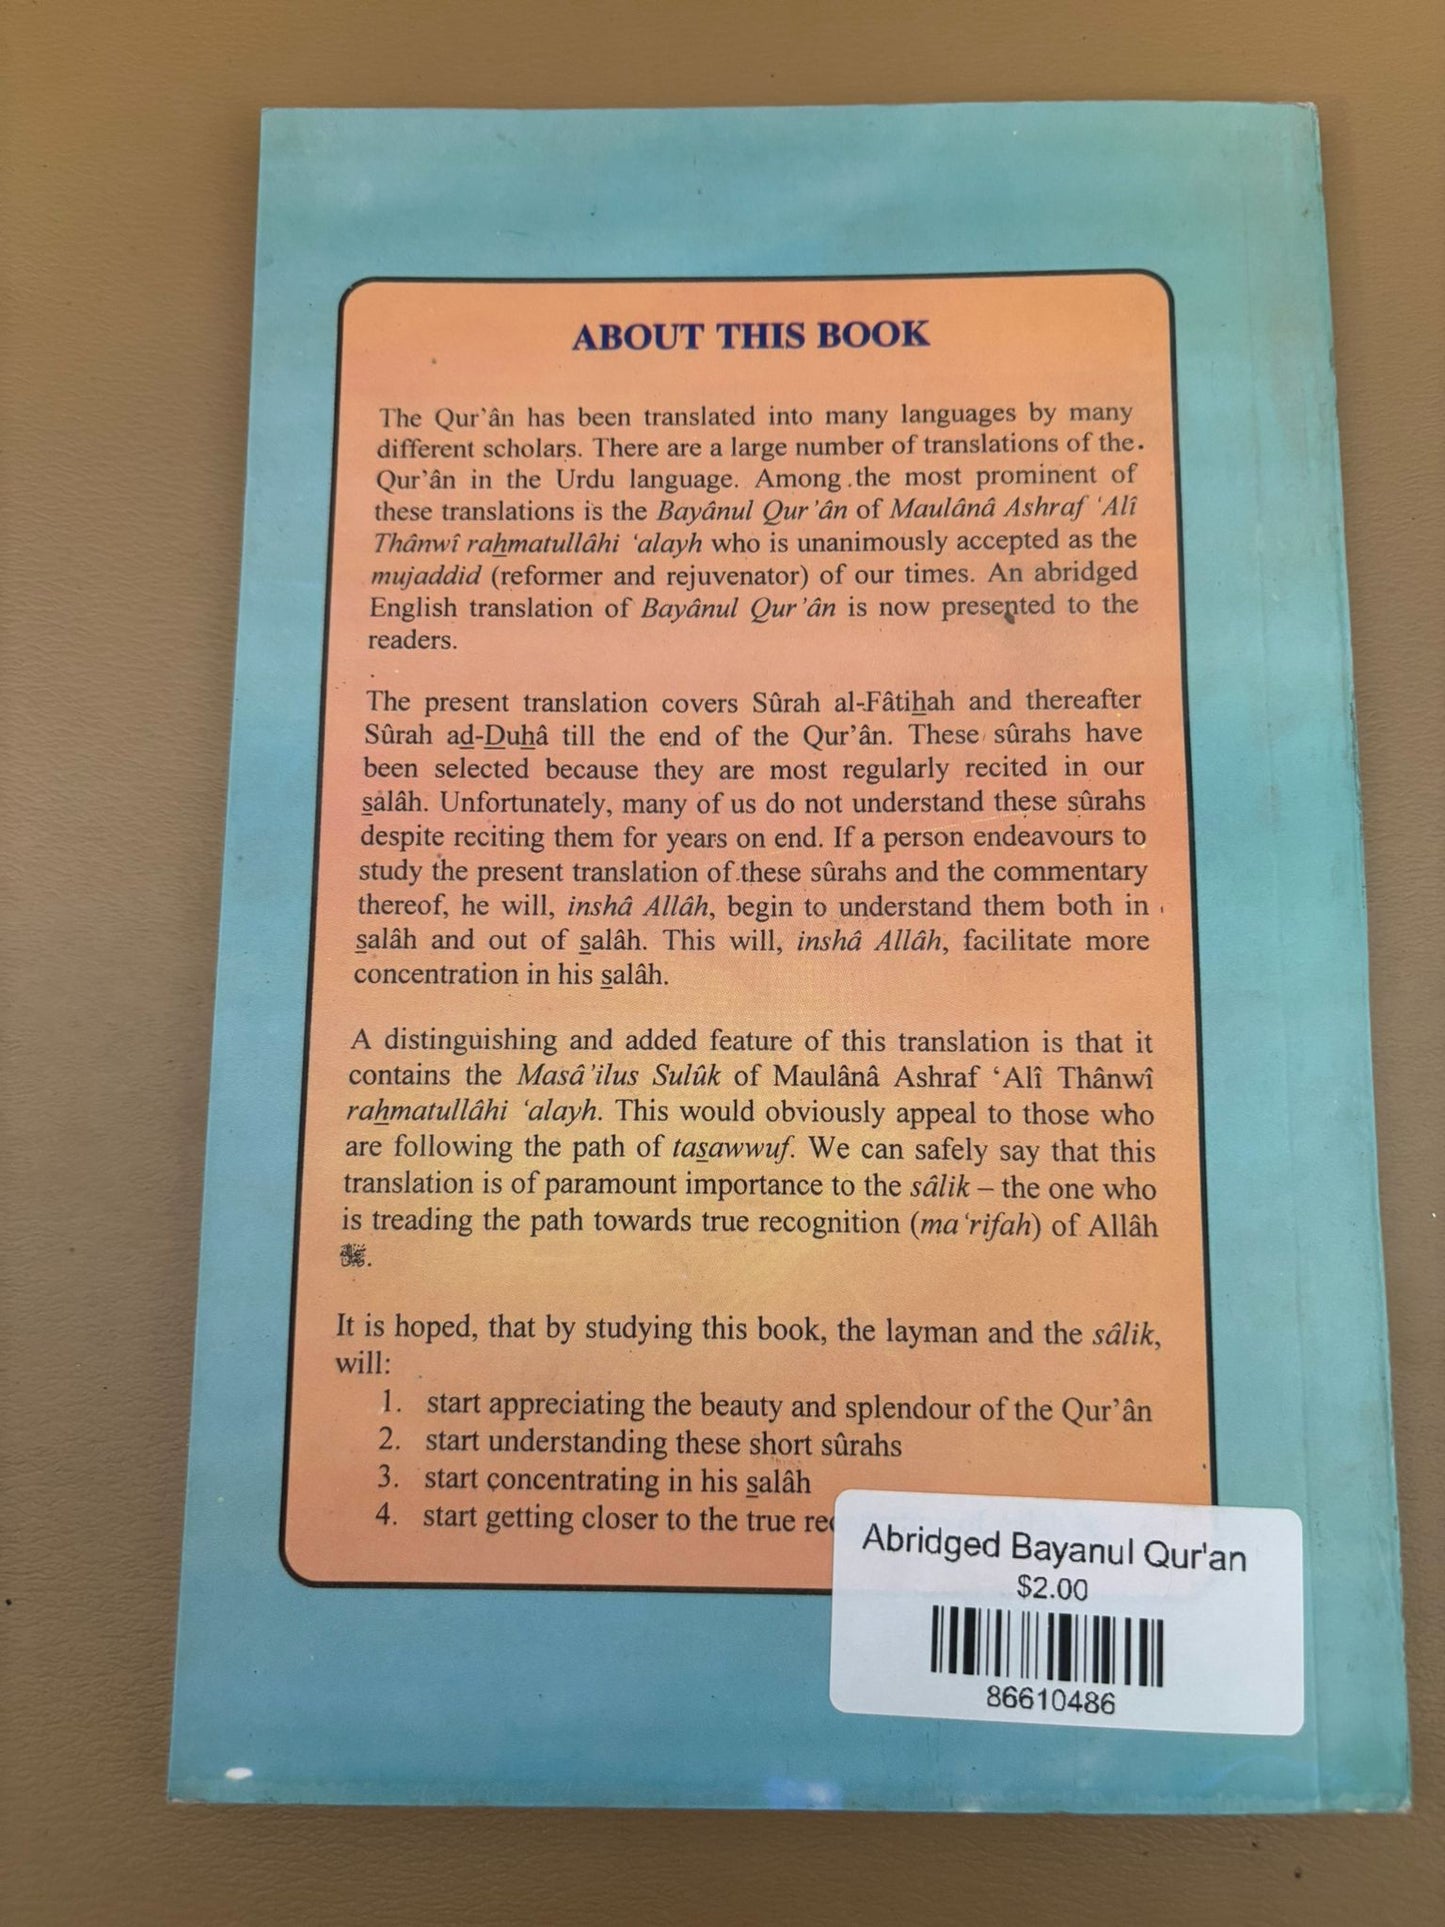 ABOUT THIS BOOK
The Qur'ân has been translated into many languages by many
different scholars. There are a large number of translations of the
Qur'ân in the Urdu language. Among the most prominent of
these translations is the Bayânul Qur'ân of Maulânâ Ashraf 'Alî
Thânwî rahmatullâhi 'alayh who is unanimously accepted as the
mujaddid (reformer and rejuvenator) of our times. An abridged
English translation of Bayânul Qur'ân is now presented to the
readers.
The present translation covers Sûrah al-Fâtihah and thereafter
Sûrah ad-Duhâ till the end of the Qur'ân. These sûrahs have
been selected because they are most regularly recited in our
salâh. Unfortunately, many of us do not understand these sûrahs
despite reciting them for years on end. If a person endeavours to
study the present translation of these sûrahs and the commentary
thereof, he will, inshâ Allâh, begin to understand them both in
salâh and out of salâh. This will, inshâ Allâh, facilitate more
concentration in his salâh.
A distinguishing and added feature of this translation is that it
contains the Masâ'ilus Sulûk of Maulânâ Ashraf 'Alî Thânwî
rahmatullâhi 'alayh. This would obviously appeal to those who
are following the path of tasawwuf. We can safely say that this
translation is of paramount importance to the sâlik – the one who
is treading the path towards true recognition (ma'rifah) of Allâh
.
It is hoped, that by studying this book, the layman and the sâlik,
will:
1. start appreciating the beauty and splendour of the Qur'ân
2. start understanding these short sûrahs
3. start concentrating in his salâh
4. start getting closer to the true
Abridged Bayanul Qur'an
$2.00
86610486